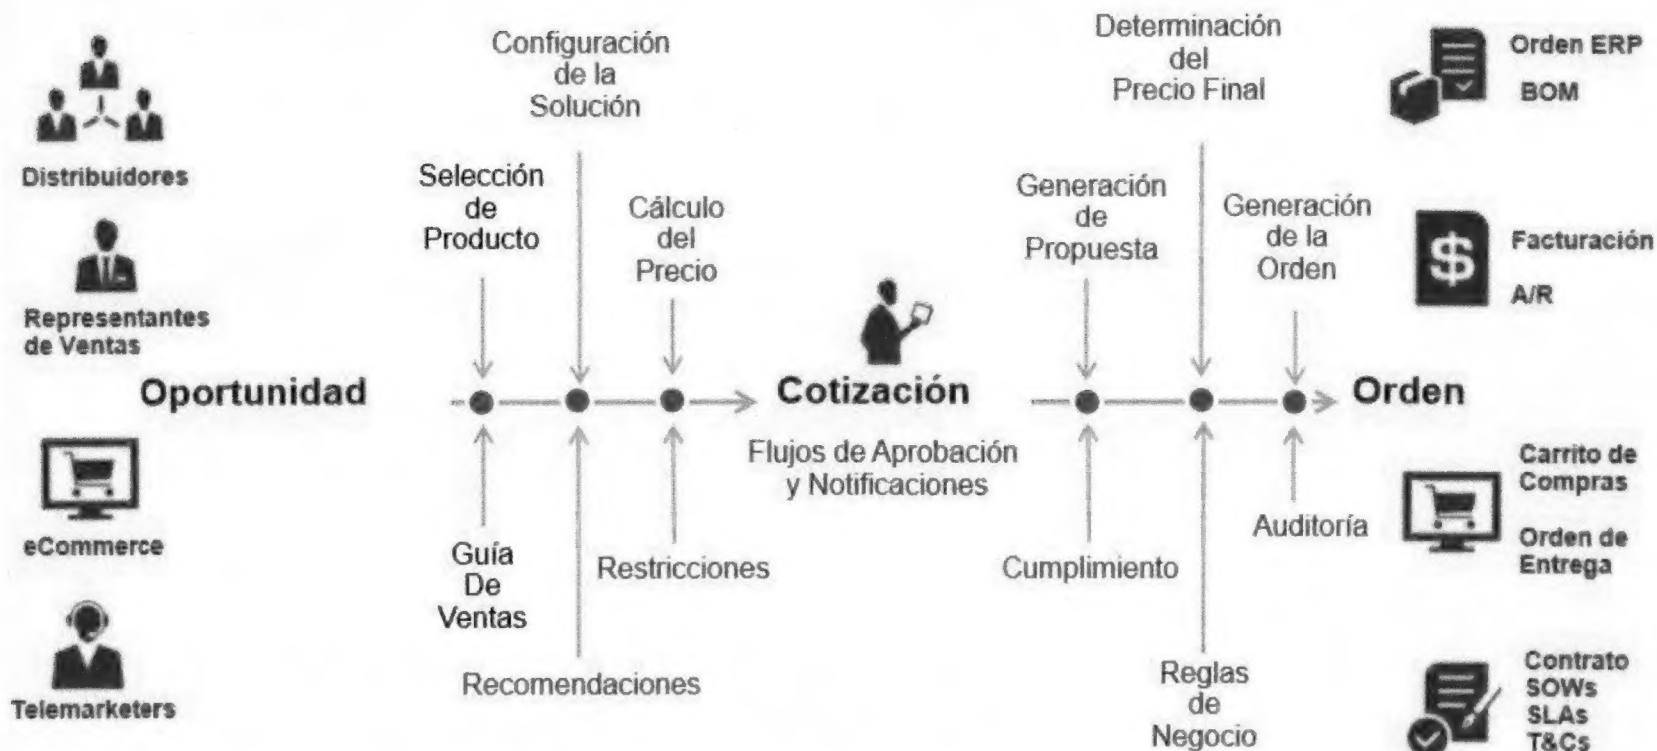 Distribuidores
Representantes
de Ventas
Oportunidad
eCommerce
Telemarketers
Configuración
de la
Solución
Selección
de
Producto
Cálculo
del
Precio
Guía
De
Ventas
Restricciones
Recomendaciones
Cotización
Flujos de Aprobación
y Notificaciones
Determinación
del
Precio Final
Generación
de
Propuesta
Generación
de la
Orden
Cumplimiento
Auditoría
Reglas
de
Negocio
Orden
Orden ERP
BOM
$
Facturación
A/R
Carrito de
Compras
Orden de
Entrega
Contrato
SOWs
SLAs
T&Cs